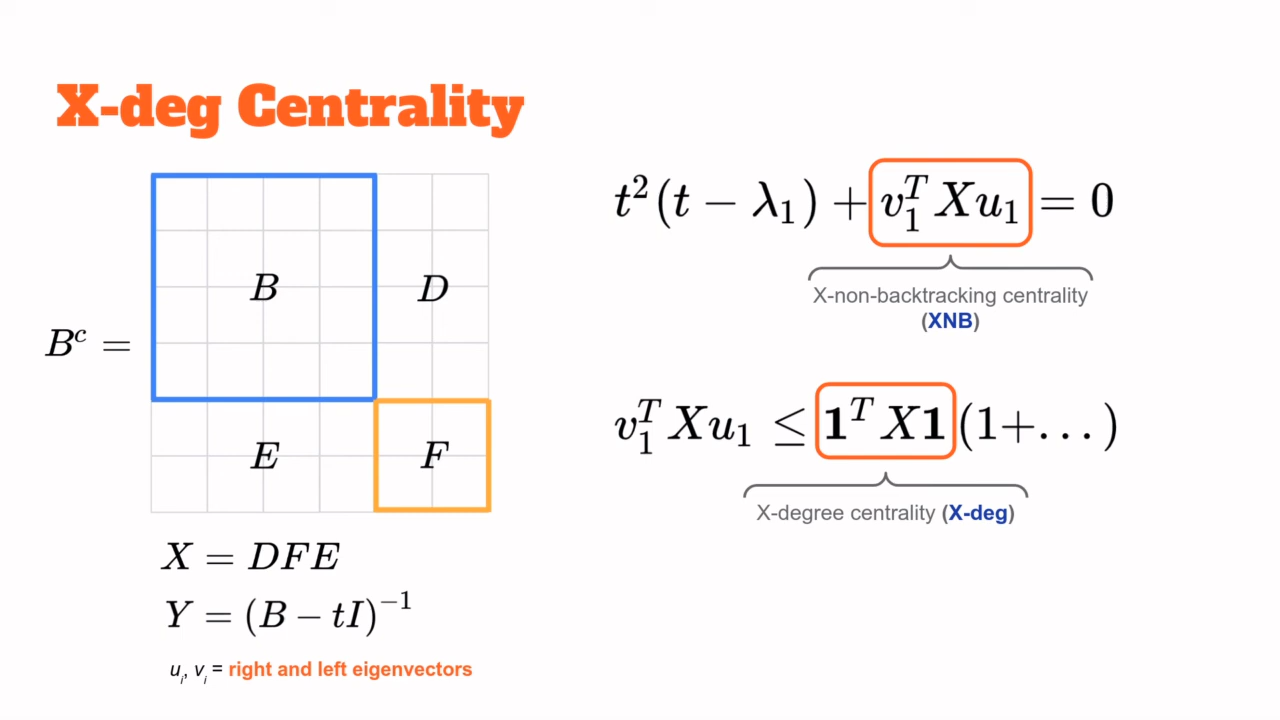 X-deg Centrality
B^c =
B
D
E
F
X = DFE
Y = (B − tI)^{−1}
u_i, v_i = right and left eigenvectors
t^2(t − λ_1) + v_1^T X u_1 = 0
X-non-backtracking centrality
(XNB)
v_1^T X u_1 ≤ 1^T X 1 (1+...)
X-degree centrality (X-deg)